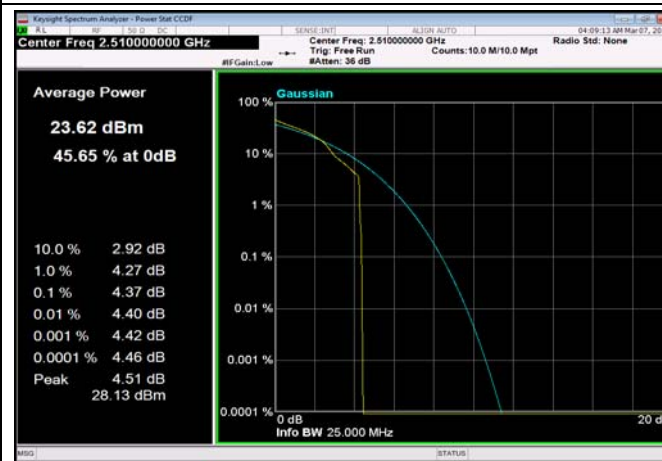 Keysight Spectrum Analyzer - Power Stat CCDF
RL RF 50 Ω DC SENSE:INT ALIGN AUTO 04:09:13 AM Mar 07, 20
Center Freq 2.510000000 GHz
Center Freq: 2.510000000 GHz Radio Std: None
Trig: Free Run Counts:10.0 M/10.0 Mpt
#IFGain:Low #Atten: 36 dB
Average Power
23.62 dBm
45.65 % at 0dB
10.0 % 2.92 dB
1.0 % 4.27 dB
0.1 % 4.37 dB
0.01 % 4.40 dB
0.001 % 4.42 dB
0.0001 % 4.46 dB
Peak 4.51 dB
28.13 dBm
Gaussian
100 %
10 %
1 %
0.1 %
0.01 %
0.001 %
0.0001 %
0 dB 20 d
Info BW 25.000 MHz
MSG STATUS